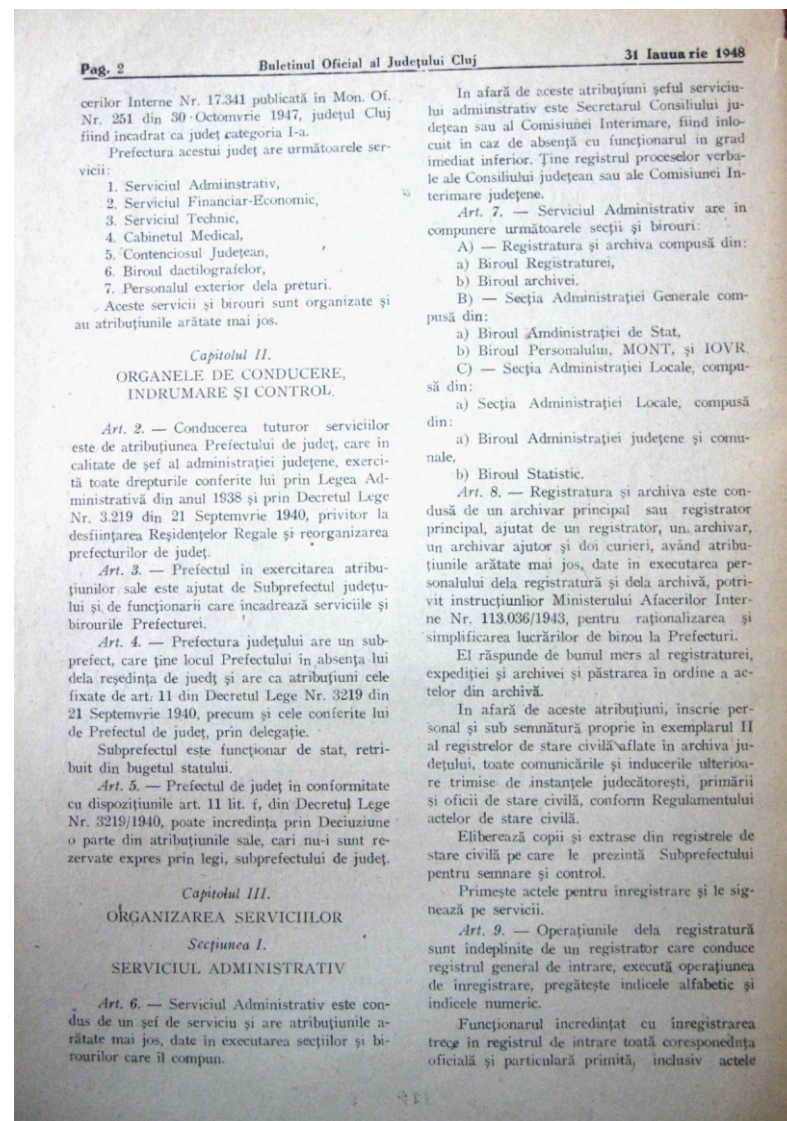 Pag. 2
Buletinul Oficial al Județului Cluj
31 Iauua rie 1948
cerilor Interne Nr. 17.341 publicată in Mon. Of.
Nr. 251 din 30 Octomvrie 1947, județul Cluj
fiind incadrat ca județ categoria I-a.
Prefectura acestui județ are următoarele ser-
vicii:
1. Serviciul Admiinstrativ,
2. Serviciul Financiar-Economic,
3. Serviciul Technic,
4. Cabinetul Medical,
5. Contenciosul Județean,
6. Biroul dactilografelor,
7. Personalul exterior dela preturi.
Aceste servicii și birouri sunt organizate și
au atribuțiunile arătate mai jos.
Capitolul II.
ORGANELE DE CONDUCERE,
INDRUMARE ȘI CONTROL.
Art. 2. — Conducerea tuturor serviciilor
este de atribuțiunea Prefectului de județ, care in
calitate de șef al administrației județene, exerci-
tă toate drepturile conferite lui prin Legea Ad-
ministrativă din anul 1938 și prin Decretul Lege
Nr. 3.219 din 21 Septemvrie 1940, privitor la
desființarea Reșidențelor Regale și reorganizarea
prefecturilor de județ.
Art. 3. — Prefectul in exercitarea atribu-
țiunilor sale este ajutat de Subprefectul județu-
lui și de funcționarii care incadrează serviciile și
birourile Prefecturei.
Art. 4. — Prefectura județului are un sub-
prefect, care ține locul Prefectului in absența lui
dela reședința de juedț și are ca atribuțiuni cele
fixate de art. 11 din Decretul Lege Nr. 3219 din
21 Septemvrie 1940, precum și cele conferite lui
de Prefectul de județ, prin delegație.
Subprefectul este funcționar de stat, retri-
buit din bugetul statului.
Art. 5. — Prefectul de județ in conformitate
cu dispozițiunile art. 11 lit. f, din Decretul Lege
Nr. 3219/1940, poate incredința prin Deciuziune
o parte din atribuțiunile sale, cari nu-i sunt re-
zervate expres prin legi, subprefectului de județ.
Capitolul III.
ORGANIZAREA SERVICIILOR
Secțiunea I.
SERVICIUL ADMINISTRATIV
Art. 6. — Serviciul Administrativ este con-
dus de un șef de serviciu și are atribuțiunile a-
rătate mai jos, date in executarea secțiilor și bi-
rourilor care il compun.
In afară de aceste atribuțiuni șeful serviciu-
lui admiinstrativ este Secretarul Consiliului ju-
dețean sau al Comisiunei Interimare, fiind inlo-
cuit in caz de absență cu funcționarul in grad
imediat inferior. Ține registrul proceselor verba-
le ale Consiliului județean sau ale Comisiunei In-
terimare județene.
Art. 7. — Serviciul Administrativ are in
compunere următoarele secții și birouri:
A) — Registratura și archiva compusă din:
a) Biroul Registraturei,
b) Biroul archivei.
B) — Secția Administrației Generale com-
pusă din:
a) Biroul Amdinistrației de Stat,
b) Biroul Personalului, MONT, și IOVR.
C) — Secția Administrației Locale, compu-
să din:
a) Secția Administrației Locale, compusă
din:
a) Biroul Administrației județene și comu-
nale,
b) Biroul Statistic.
Art. 8. — Registratura și archiva este con-
dusă de un archivar principal sau registrator
principal, ajutat de un registrator, un archivar,
un archivar ajutor și doi curieri, având atribu-
țiunile arătate mai jos, date in executarea per-
sonalului dela registratură și dela archivă, potri-
vit instrucțiunlior Ministerului Afacerilor Inter-
ne Nr. 113.036/1943, pentru raționalizarea și
simplificarea lucrărilor de birou la Prefecturi.
El răspunde de bunul mers al registraturei,
expediției și archivei și păstrarea în ordine a ac-
telor din archivă.
In afară de aceste atribuțiuni, inscrie per-
sonal și sub semnătură proprie in exemplarul II
al registrelor de stare civilă aflate in archiva ju-
dețului, toate comunicările și inducerile ulterioa-
re trimise de instanțele judecătorești, primării
și oficii de stare civilă, conform Regulamentului
actelor de stare civilă.
Eliberează copii și extrase din registrele de
stare civilă pe care le prezintă Subprefectului
pentru semnare și control.
Primește actele pentru inregistrare și le sig-
nează pe servicii.
Art. 9. — Operațiunile dela registratură
sunt indeplinite de un registrator care conduce
registrul general de intrare, execută operațiunea
de inregistrare, pregătește indicele alfabetic și
indicele numeric.
Funcționarul incredințat cu înregistrarea
trece in registrul de intrare toată coresponednța
oficială și particulară primită, inclusiv actele